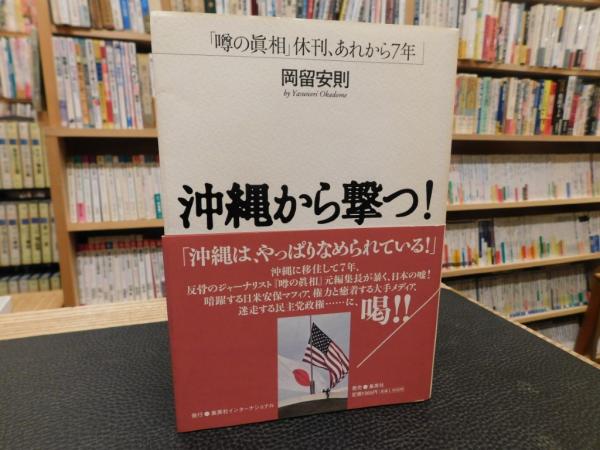 「噂の眞相」休刊、あれから7年
岡留安則
by Yasunori Okadome
沖縄から撃つ！
「沖縄は、やっぱりなめられている！」
沖縄に移住して7年、
反骨のジャーナリスト『噂の眞相』元編集長が暴く、日本の嘘！
暗躍する日米安保マフィア、権力と癒着する大手メディア、
迷走する民主党政権……に、
喝!!
発行●集英社インターナショナル
発売●集英社